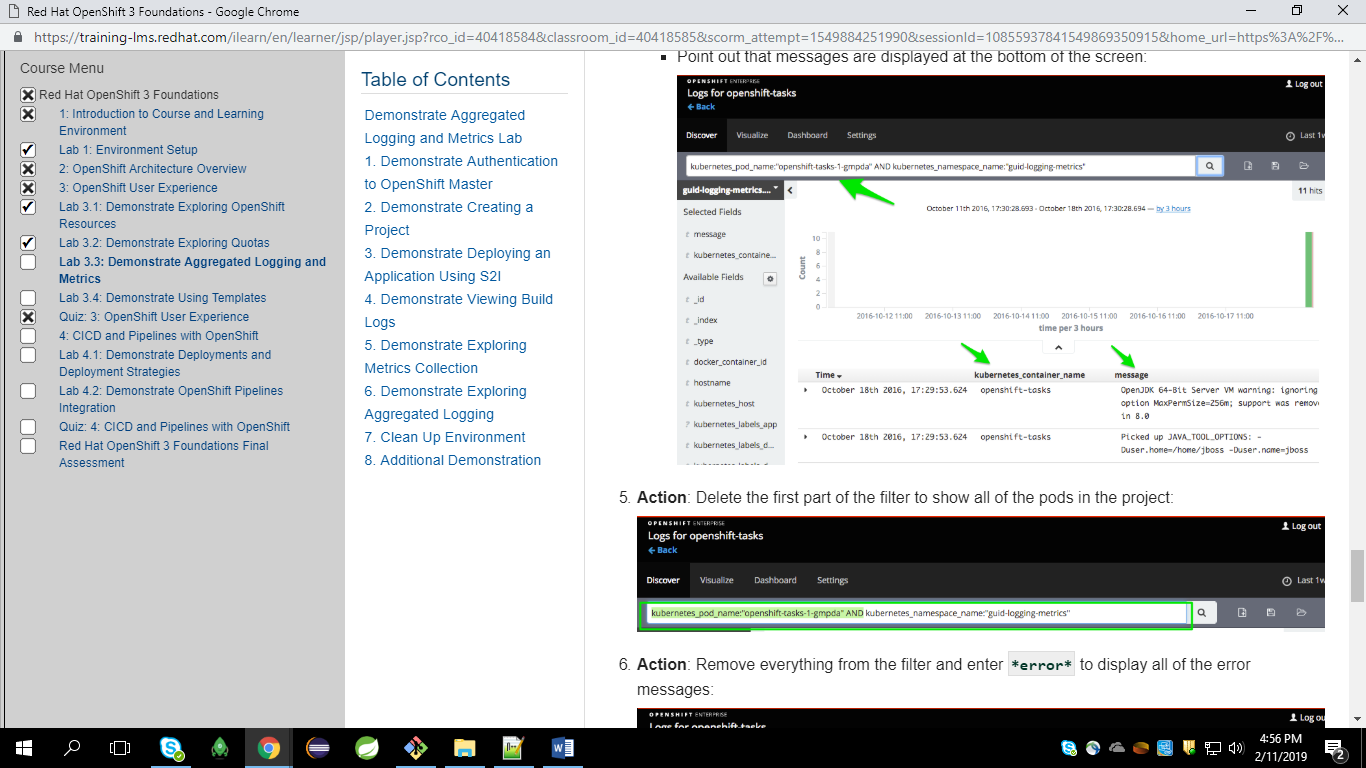 Red Hat OpenShift 3 Foundations - Google Chrome
https://training-lms.redhat.com/ilearn/en/learner/jsp/player.jsp?rco_id=40418584&classroom_id=40418585&scorm_attempt=1549884251990&sessionId=10855937841549869350915&home_url=https%3A%2F%...
Course Menu
Red Hat OpenShift 3 Foundations
1: Introduction to Course and Learning
Environment
Lab 1: Environment Setup
2: OpenShift Architecture Overview
3: OpenShift User Experience
Lab 3.1: Demonstrate Exploring OpenShift
Resources
Lab 3.2: Demonstrate Exploring Quotas
Lab 3.3: Demonstrate Aggregated Logging and
Metrics
Lab 3.4: Demonstrate Using Templates
Quiz: 3: OpenShift User Experience
4: CICD and Pipelines with OpenShift
Lab 4.1: Demonstrate Deployments and
Deployment Strategies
Lab 4.2: Demonstrate OpenShift Pipelines
Integration
Quiz: 4: CICD and Pipelines with OpenShift
Red Hat OpenShift 3 Foundations Final
Assessment
Table of Contents
Demonstrate Aggregated
Logging and Metrics Lab
1. Demonstrate Authentication
to OpenShift Master
2. Demonstrate Creating a
Project
3. Demonstrate Deploying an
Application Using S2I
4. Demonstrate Viewing Build
Logs
5. Demonstrate Exploring
Metrics Collection
6. Demonstrate Exploring
Aggregated Logging
7. Clean Up Environment
8. Additional Demonstration
Point out that messages are displayed at the bottom of the screen:
OPENSHIFT ENTERPRISE
Logs for openshift-tasks
Back
Log out
Discover Visualize Dashboard Settings
Last 1w
kubernetes_pod_name:"openshift-tasks-1-gmpda" AND kubernetes_namespace_name:"guid-logging-metrics"
guid-logging-metrics....
11 hits
Selected Fields
t message
t kubernetes_containe...
Available Fields
t _id
t _index
t _type
t docker_container_id
t hostname
t kubernetes_host
? kubernetes_labels_app
t kubernetes_labels_d...
October 11th 2016, 17:30:28.693 - October 18th 2016, 17:30:28.694 — by 3 hours
Count
10
8
6
4
2
0
2016-10-12 11:00 2016-10-13 11:00 2016-10-14 11:00 2016-10-15 11:00 2016-10-16 11:00 2016-10-17 11:00
time per 3 hours
Time kubernetes_container_name message
October 18th 2016, 17:29:53.624 openshift-tasks OpenJDK 64-Bit Server VM warning: ignoring
option MaxPermSize=256m; support was remov
in 8.0
October 18th 2016, 17:29:53.624 openshift-tasks Picked up JAVA_TOOL_OPTIONS: -
Duser.home=/home/jboss -Duser.name=jboss
5. Action: Delete the first part of the filter to show all of the pods in the project:
OPENSHIFT ENTERPRISE
Logs for openshift-tasks
Back
Log out
Discover Visualize Dashboard Settings
Last 1w
kubernetes_pod_name:"openshift-tasks-1-gmpda" AND kubernetes_namespace_name:"guid-logging-metrics"
6. Action: Remove everything from the filter and enter *error* to display all of the error
messages:
OPENSHIFT ENTERPRISE
Logs for openshift-tasks
Log ou
4:56 PM
2/11/2019
2